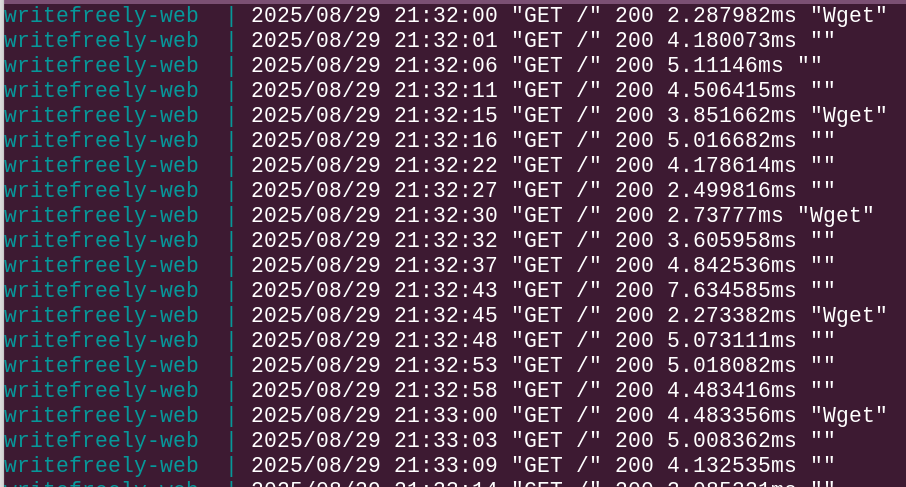 writefreely-web  | 2025/08/29 21:32:00 "GET /" 200 2.287982ms "Wget"
writefreely-web  | 2025/08/29 21:32:01 "GET /" 200 4.180073ms ""
writefreely-web  | 2025/08/29 21:32:06 "GET /" 200 5.11146ms ""
writefreely-web  | 2025/08/29 21:32:11 "GET /" 200 4.506415ms ""
writefreely-web  | 2025/08/29 21:32:15 "GET /" 200 3.851662ms "Wget"
writefreely-web  | 2025/08/29 21:32:16 "GET /" 200 5.016682ms ""
writefreely-web  | 2025/08/29 21:32:22 "GET /" 200 4.178614ms ""
writefreely-web  | 2025/08/29 21:32:27 "GET /" 200 2.499816ms ""
writefreely-web  | 2025/08/29 21:32:30 "GET /" 200 2.73777ms "Wget"
writefreely-web  | 2025/08/29 21:32:32 "GET /" 200 3.605958ms ""
writefreely-web  | 2025/08/29 21:32:37 "GET /" 200 4.842536ms ""
writefreely-web  | 2025/08/29 21:32:43 "GET /" 200 7.634585ms ""
writefreely-web  | 2025/08/29 21:32:45 "GET /" 200 2.273382ms "Wget"
writefreely-web  | 2025/08/29 21:32:48 "GET /" 200 5.073111ms ""
writefreely-web  | 2025/08/29 21:32:53 "GET /" 200 5.018082ms ""
writefreely-web  | 2025/08/29 21:32:58 "GET /" 200 4.483416ms ""
writefreely-web  | 2025/08/29 21:33:00 "GET /" 200 4.483356ms "Wget"
writefreely-web  | 2025/08/29 21:33:03 "GET /" 200 5.008362ms ""
writefreely-web  | 2025/08/29 21:33:09 "GET /" 200 4.132535ms ""